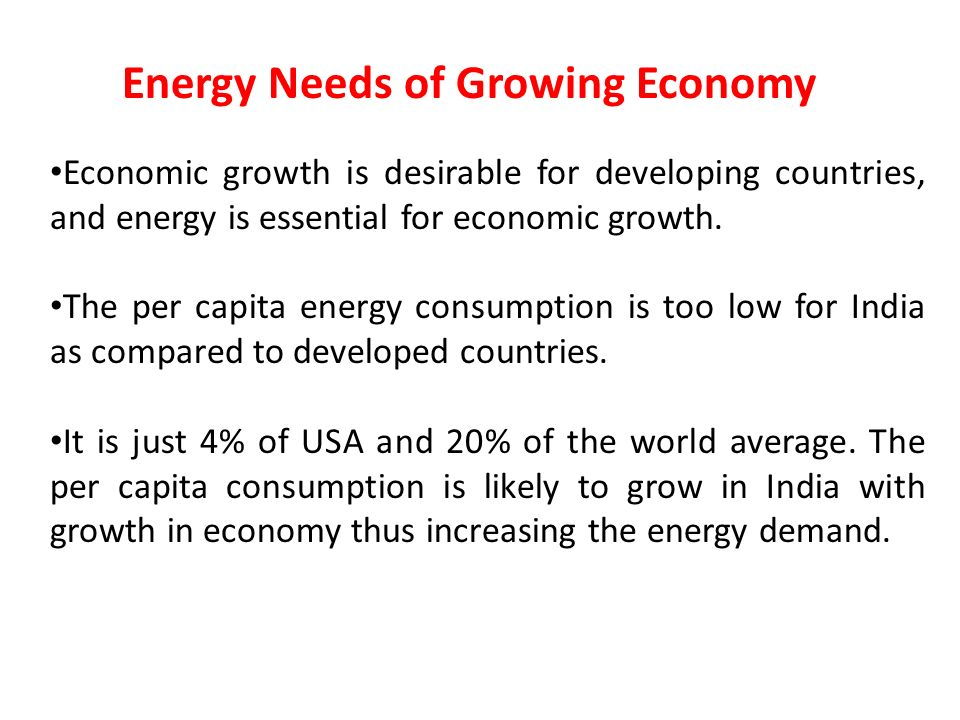 Energy Needs of Growing Economy
•Economic growth is desirable for developing countries,
and energy is essential for economic growth.
•The per capita energy consumption is too low for India
as compared to developed countries.
•It is just 4% of USA and 20% of the world average. The
per capita consumption is likely to grow in India with
growth in economy thus increasing the energy demand.